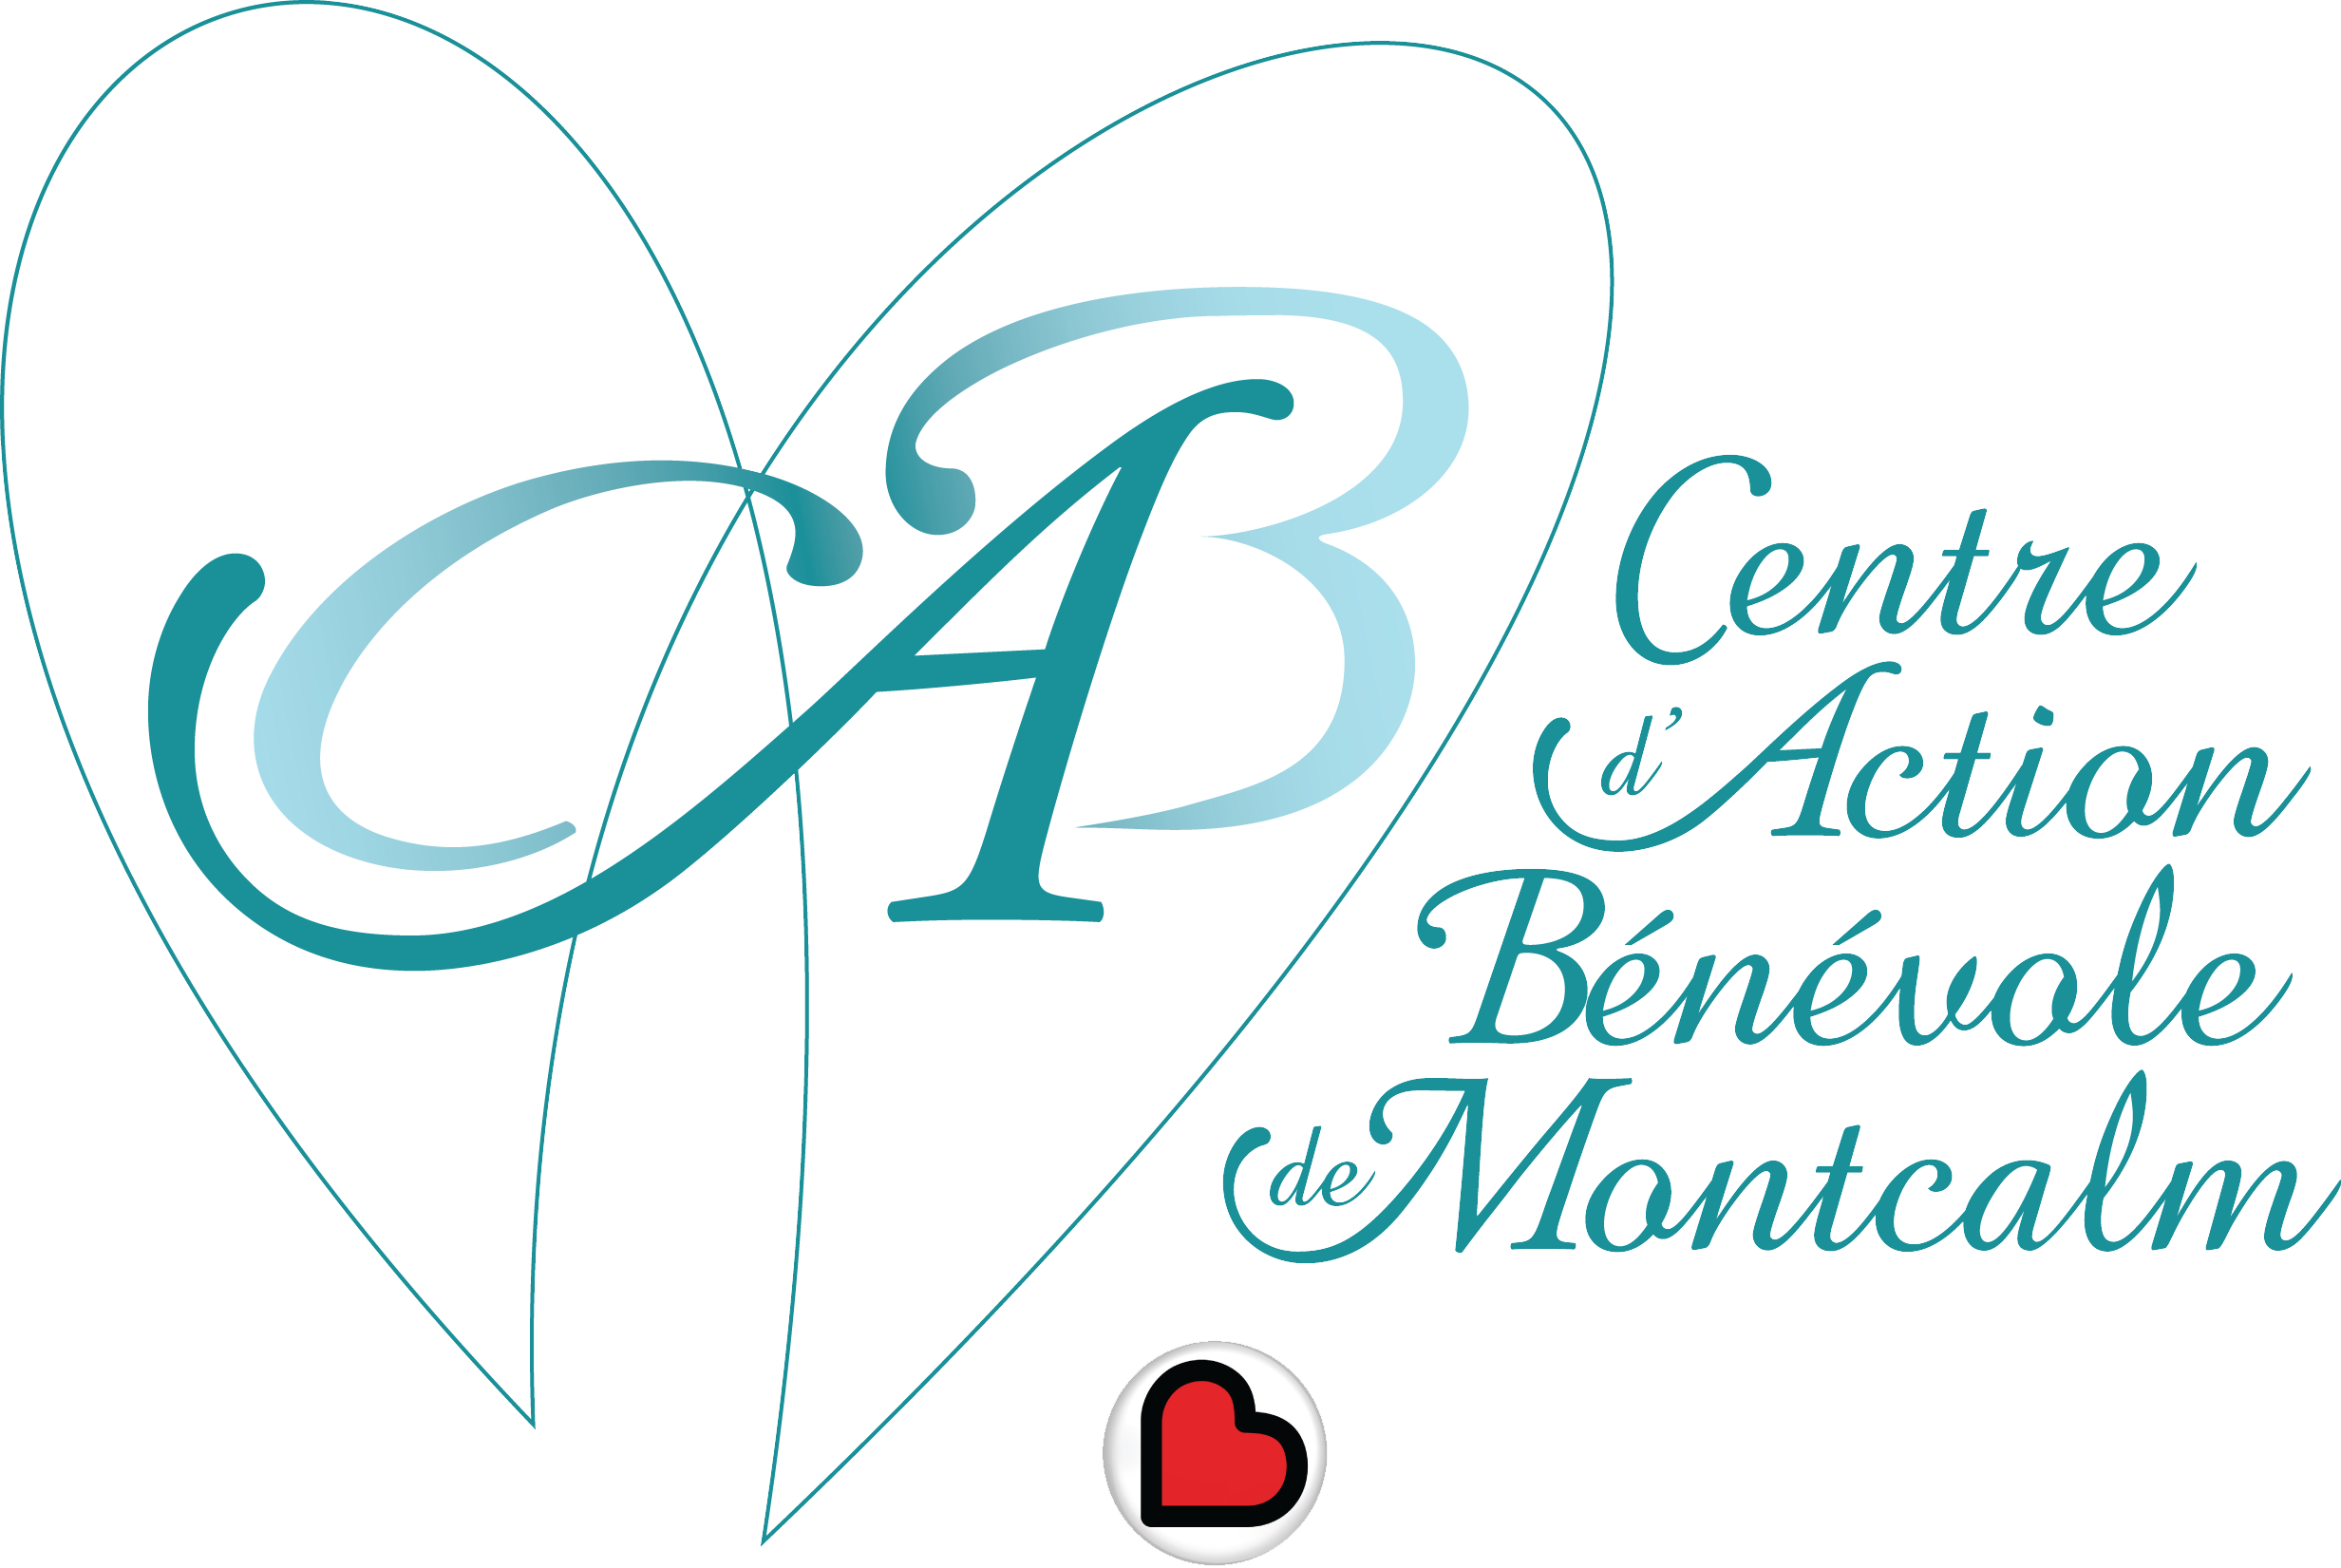 CAB
Centre
d'Action
Bénévole
de Montcalm